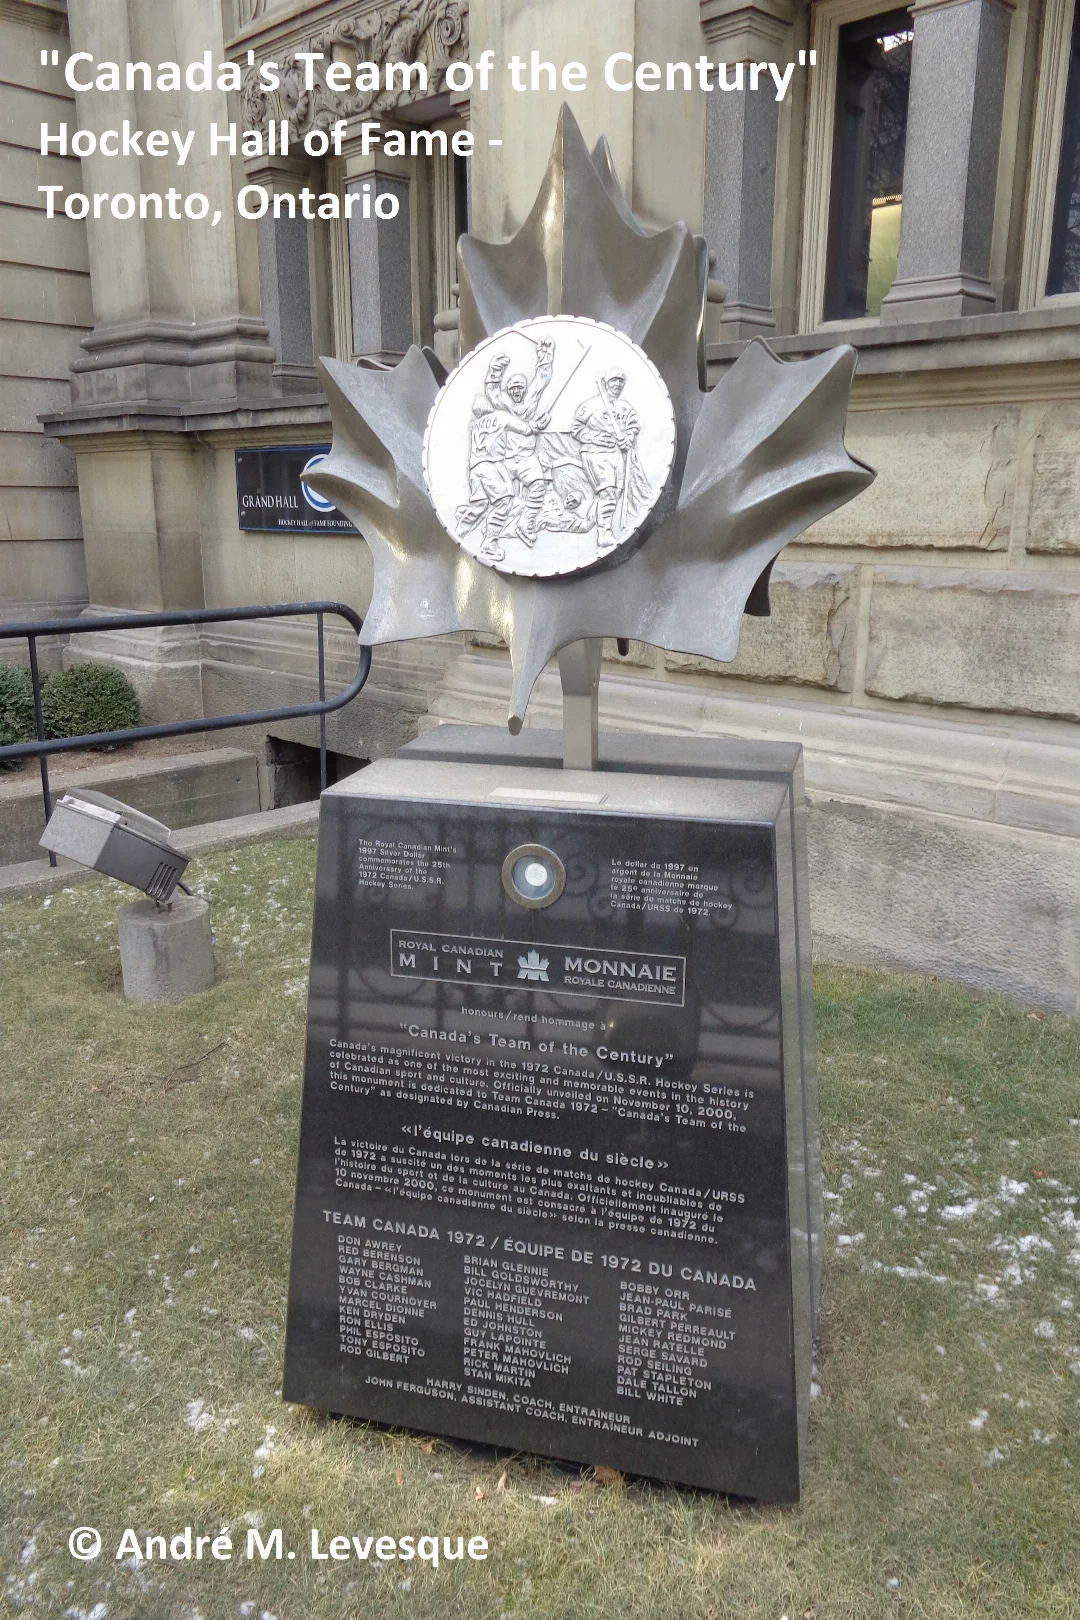 "Canada's Team of the Century"
Hockey Hall of Fame -
Toronto, Ontario
GRAND HALL
HOCKEY HALL of FAME FOUNDING
The Royal Canadian Mint's
1997 Silver Dollar
commemorates the 25th
Anniversary of the
1972 Canada/U.S.S.R.
Hockey Series.
Le dollar de 1997 en
argent de la Monnaie
royale canadienne marque
le 25e anniversaire de
la série de matchs de hockey
Canada/URSS de 1972.
ROYAL CANADIAN
MINT
MONNAIE
ROYALE CANADIENNE
honours/rend hommage à
"Canada's Team of the Century"
Canada's magnificent victory in the 1972 Canada/U.S.S.R. Hockey Series is
celebrated as one of the most exciting and memorable events in the history
of Canadian sport and culture. Officially unveiled on November 10, 2000,
this monument is dedicated to Team Canada 1972 – "Canada's Team of the
Century" as designated by Canadian Press.
«l'équipe canadienne du siècle»
La victoire du Canada lors de la série de matchs de hockey Canada/URSS
de 1972 a suscité un des moments les plus exaltants et inoubliables de
l'histoire du sport et de la culture au Canada. Officiellement inauguré le
10 novembre 2000, ce monument est consacré à l'équipe de 1972 du
Canada – «l'équipe canadienne du siècle» selon la presse canadienne.
TEAM CANADA 1972 / ÉQUIPE DE 1972 DU CANADA
DON AWREY
RED BERENSON
GARY BERGMAN
WAYNE CASHMAN
BOB CLARKE
YVAN COURNOYER
MARCEL DIONNE
KEN DRYDEN
RON ELLIS
PHIL ESPOSITO
TONY ESPOSITO
ROD GILBERT
BRIAN GLENNIE
BILL GOLDSWORTHY
JOCELYN GUEVREMONT
VIC HADFIELD
PAUL HENDERSON
DENNIS HULL
ED JOHNSTON
GUY LAPOINTE
FRANK MAHOVLICH
PETER MAHOVLICH
RICK MARTIN
STAN MIKITA
BOBBY ORR
JEAN-PAUL PARISÉ
BRAD PARK
GILBERT PERREAULT
MICKEY REDMOND
JEAN RATELLE
SERGE SAVARD
ROD SEILING
PAT STAPLETON
DALE TALLON
BILL WHITE
HARRY SINDEN, COACH, ENTRAÎNEUR
JOHN FERGUSON, ASSISTANT COACH, ENTRAÎNEUR ADJOINT
© André M. Levesque